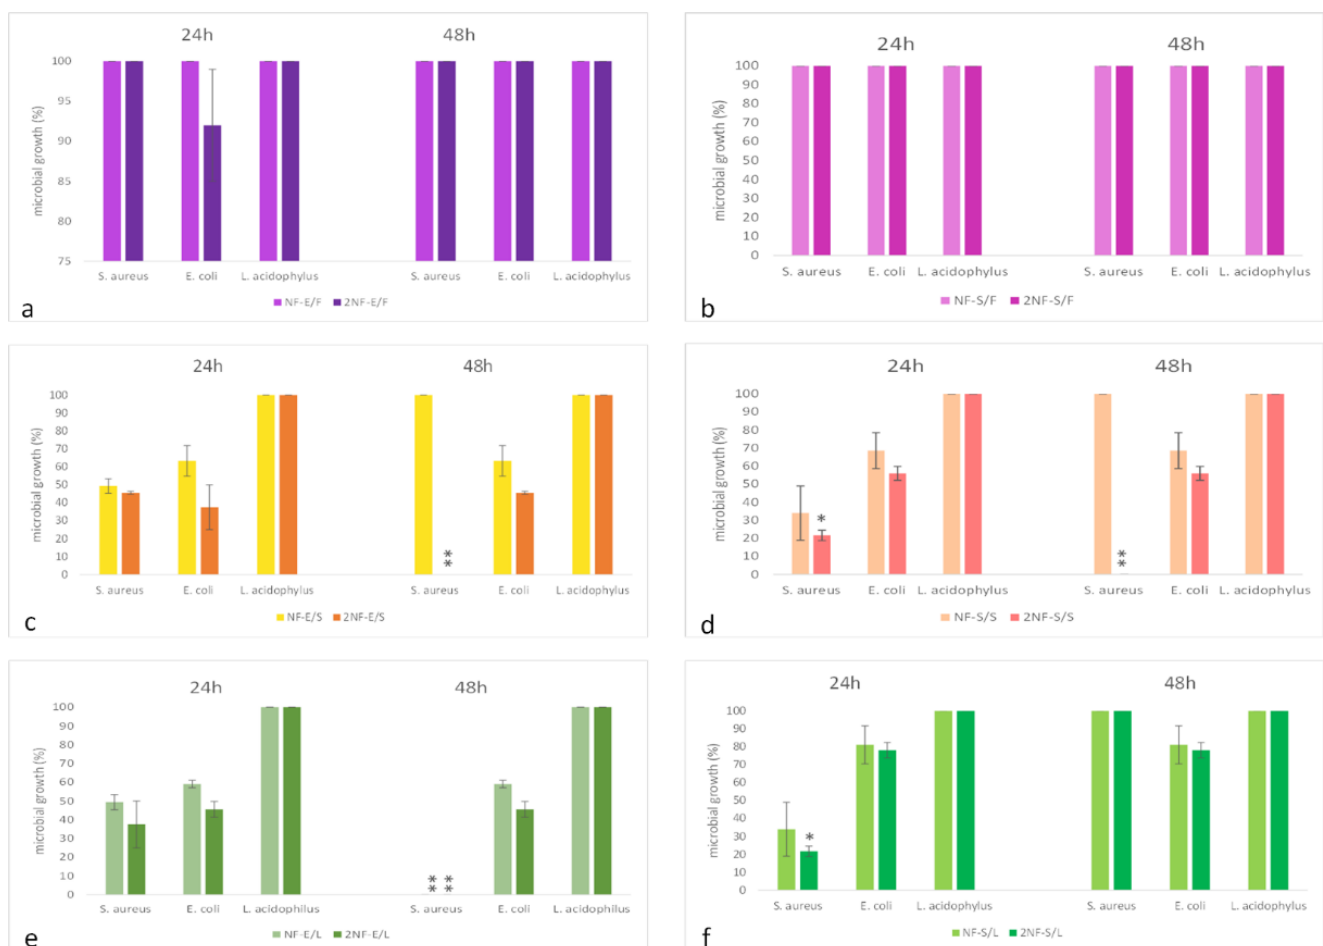 24h 48h
microbial growth (%)
100
95
90
85
80
75
S. aureus E. coli L. acidophylus S. aureus E. coli L. acidophylus
NF-E/F 2NF-E/F
a
24h 48h
microbial growth (%)
100
90
80
70
60
50
40
30
20
10
0
S. aureus E. coli L. acidophylus S. aureus E. coli L. acidophylus
NF-S/F 2NF-S/F
b
24h 48h
microbial growth (%)
100
90
80
70
60
50
40
30
20
10
0
**
S. aureus E. coli L. acidophylus S. aureus E. coli L. acidophylus
NF-E/S 2NF-E/S
c
24h 48h
microbial growth (%)
100
90
80
70
60
50
40
30
20
10
0
* **
S. aureus E. coli L. acidophylus S. aureus E. coli L. acidophylus
NF-S/S 2NF-S/S
d
24h 48h
microbial growth (%)
100
90
80
70
60
50
40
30
20
10
0
** **
S. aureus E. coli L. acidophilus S. aureus E. coli L. acidophilus
NF-E/L 2NF-E/L
e
24h 48h
microbial growth (%)
100
90
80
70
60
50
40
30
20
10
0
*
S. aureus E. coli L. acidophylus S. aureus E. coli L. acidophylus
NF-S/L 2NF-S/L
f